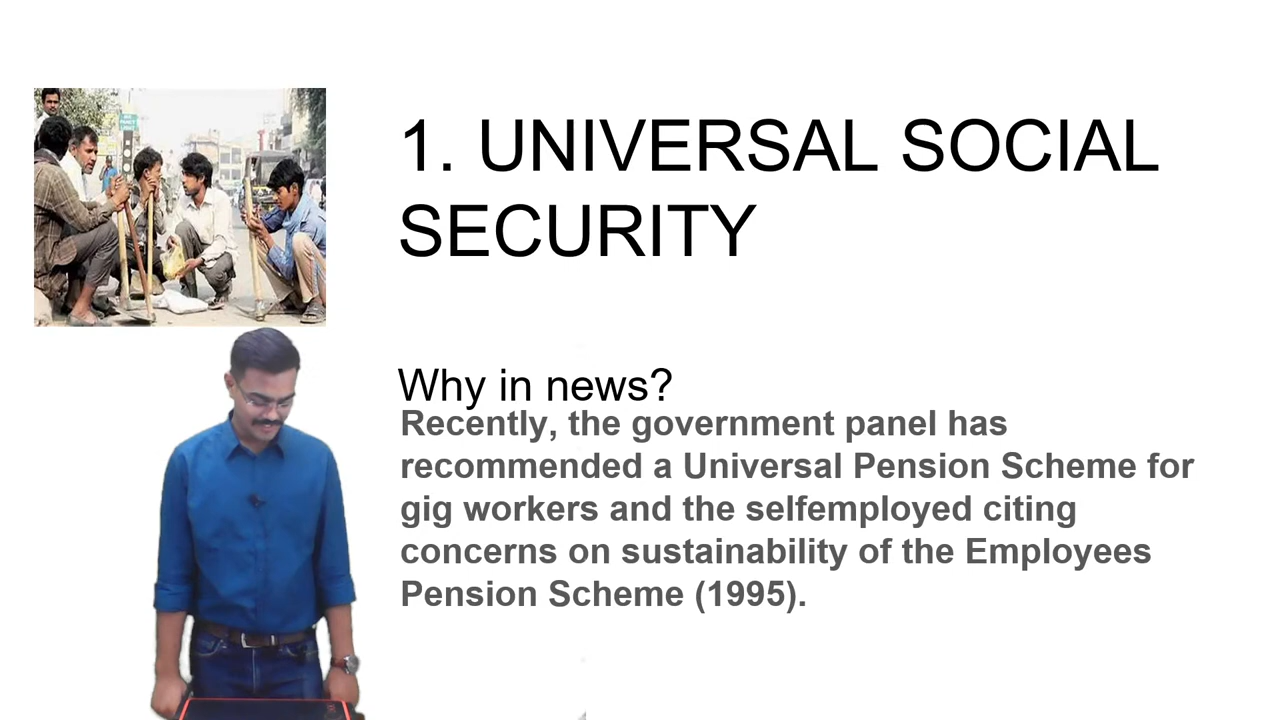 1. UNIVERSAL SOCIAL
SECURITY
Why in news?
Recently, the government panel has
recommended a Universal Pension Scheme for
gig workers and the selfemployed citing
concerns on sustainability of the Employees
Pension Scheme (1995).